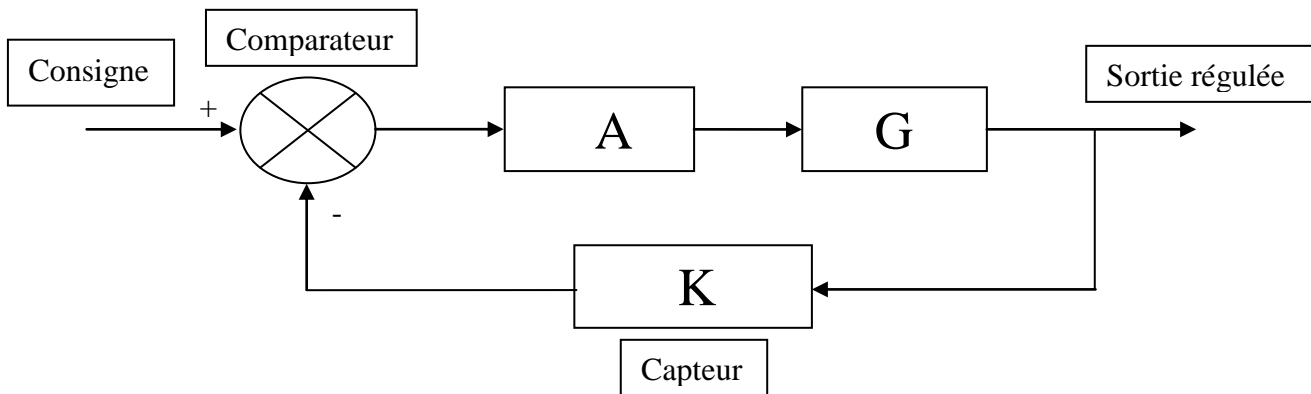 Comparateur
Consigne
Sortie régulée
+
A
G
-
K
Capteur